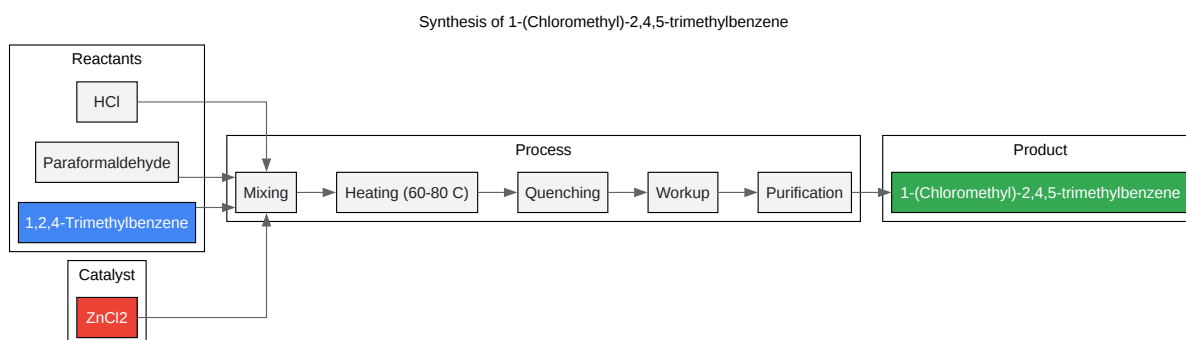 Synthesis of 1-(Chloromethyl)-2,4,5-trimethylbenzene
Reactants
HCl
Paraformaldehyde
1,2,4-Trimethylbenzene
Catalyst
ZnCl2
Process
Mixing
Heating (60-80 C)
Quenching
Workup
Purification
Product
1-(Chloromethyl)-2,4,5-trimethylbenzene